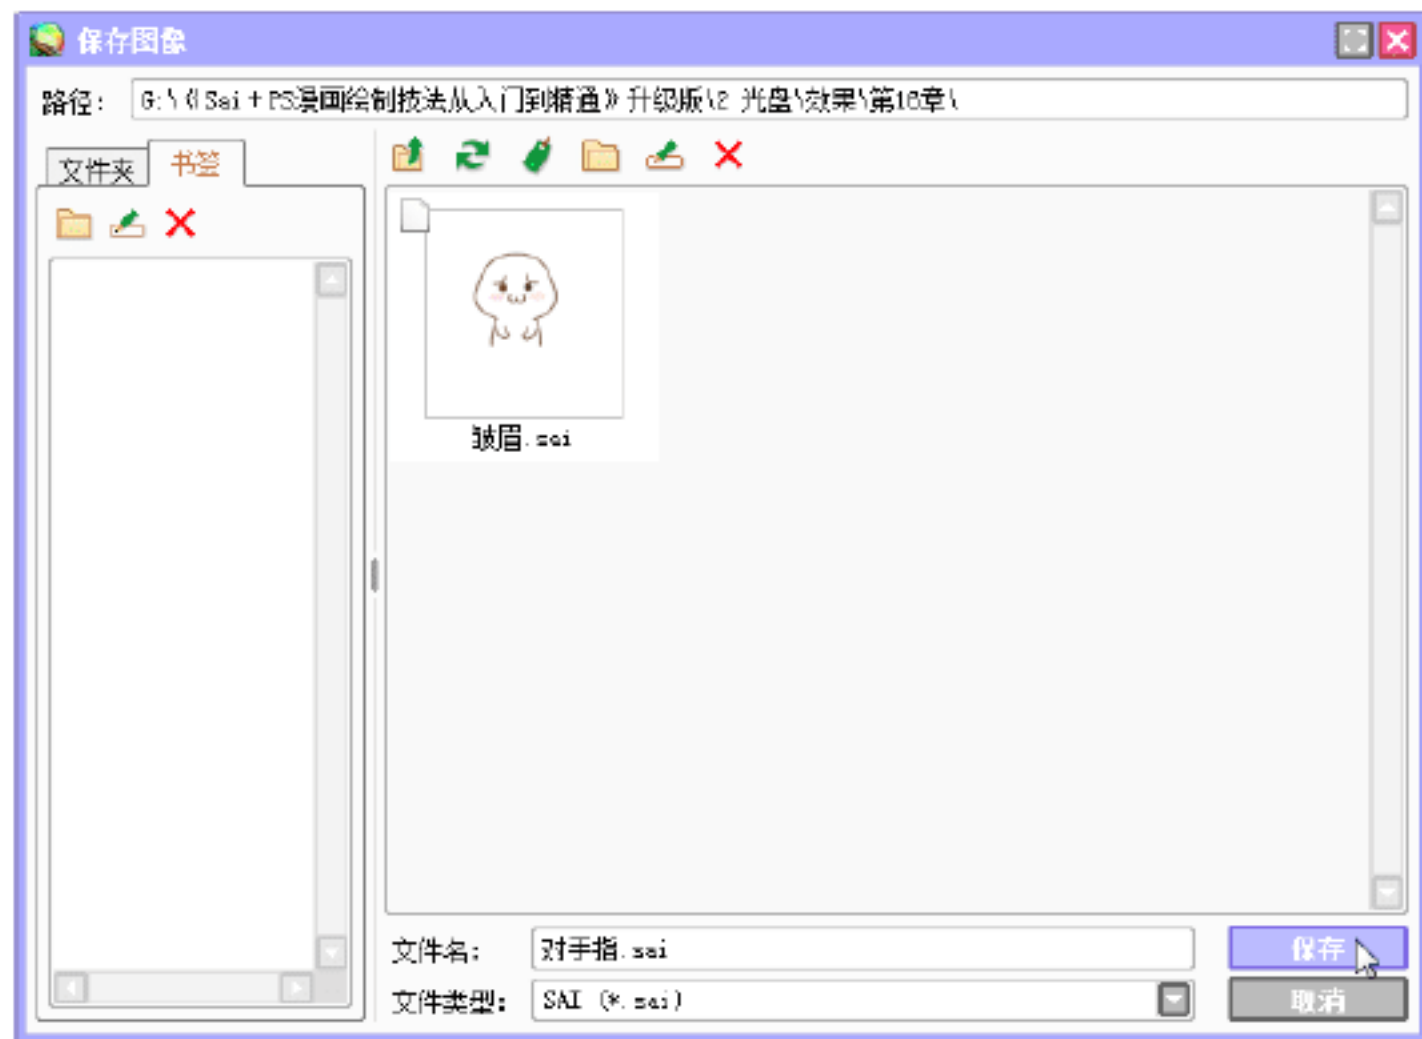 保存图像
路径: G:\《Sai+PS漫画绘制技法从入门到精通》升级版\2 光盘\效果\第16章\
文件夹 书签
皱眉.sai
文件名: 对手指.sai 保存
文件类型: SAI (*.sai) 取消